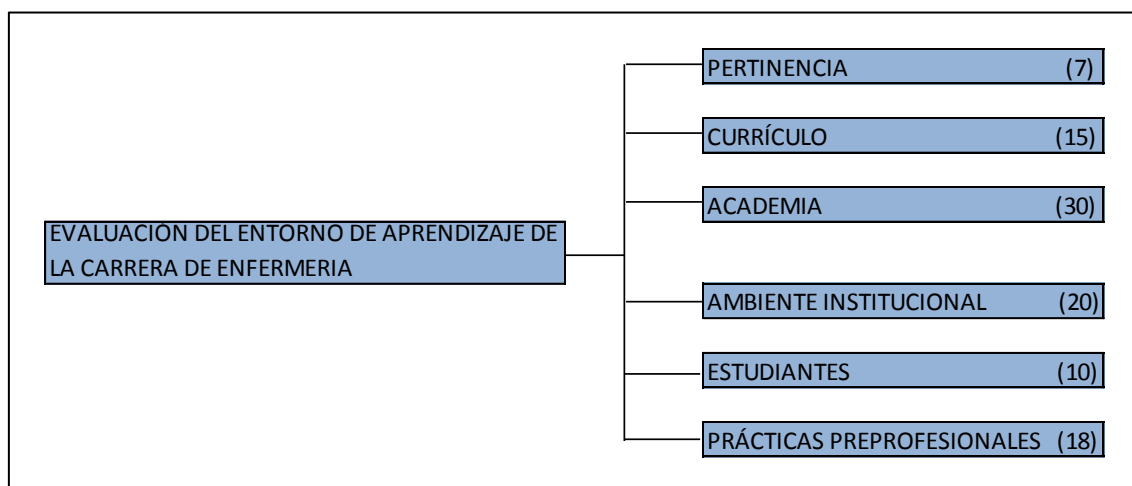 PERTINENCIA (7)
CURRÍCULO (15)
ACADEMIA (30)
EVALUACIÓN DEL ENTORNO DE APRENDIZAJE DE
LA CARRERA DE ENFERMERIA
AMBIENTE INSTITUCIONAL (20)
ESTUDIANTES (10)
PRÁCTICAS PREPROFESIONALES (18)